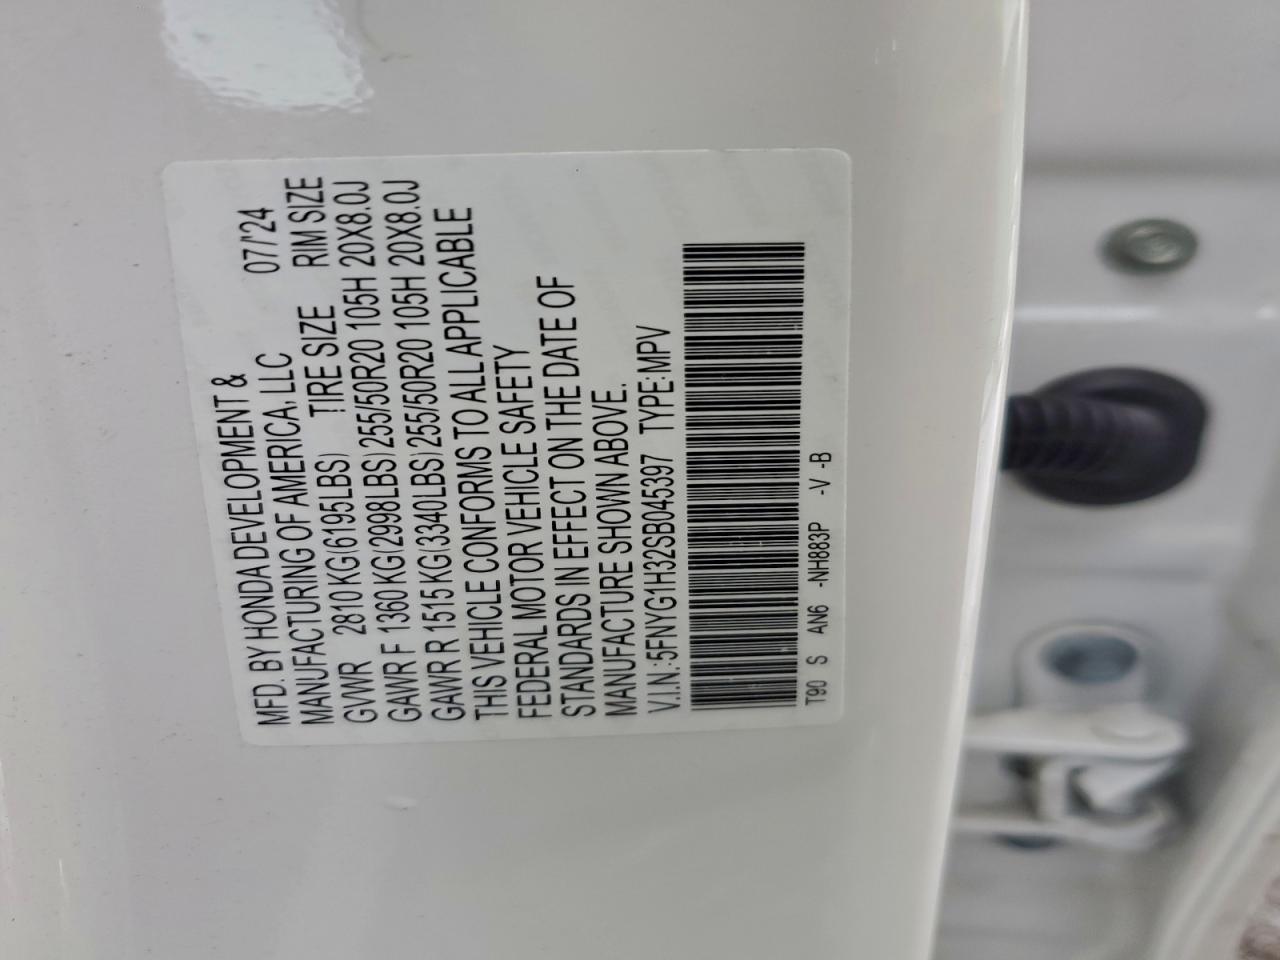 MFD. BY HONDA DEVELOPMENT & 07/'24
MANUFACTURING OF AMERICA, LLC
GVWR 2810 KG(6195LBS) TIRE SIZE RIM SIZE
GAWR F 1360 KG(2998LBS) 255/50R20 105H 20X8.0J
GAWR R 1515 KG(3340LBS) 255/50R20 105H 20X8.0J
THIS VEHICLE CONFORMS TO ALL APPLICABLE
FEDERAL MOTOR VEHICLE SAFETY
STANDARDS IN EFFECT ON THE DATE OF
MANUFACTURE SHOWN ABOVE.
V.I.N.:5FNYG1H32SB045397 TYPE:MPV
T90 S AN6 -NH883P -V -B